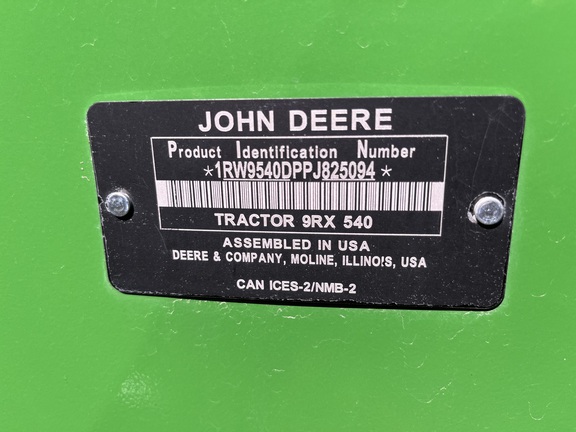 JOHN DEERE
Product Identification Number
*1RW9540DPPJ825094*
TRACTOR 9RX 540
ASSEMBLED IN USA
DEERE & COMPANY, MOLINE, ILLINOIS, USA
CAN ICES-2/NMB-2